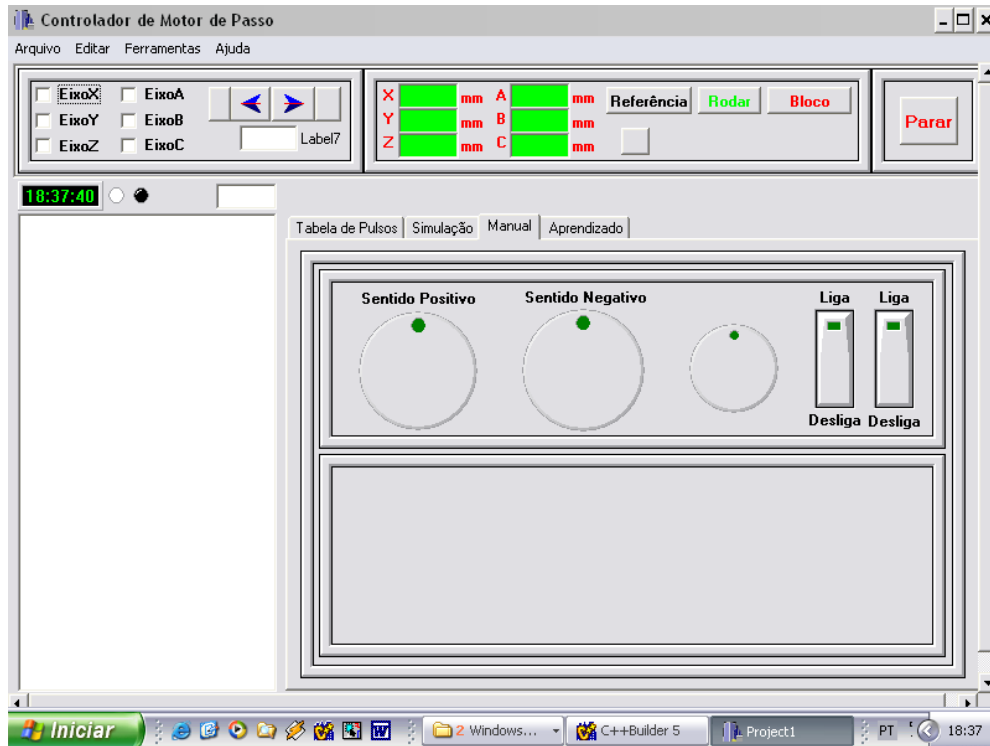 Controlador de Motor de Passo
Arquivo Editar Ferramentas Ajuda
EixoX EixoA
EixoY EixoB
EixoZ EixoC
Label7
X mm A mm
Y mm B mm
Z mm C mm
Referência Rodar Bloco
Parar
18:37:40
Tabela de Pulsos Simulação Manual Aprendizado
Sentido Positivo Sentido Negativo Liga Liga
Desliga Desliga
Iniciar 2 Windows... C++Builder 5 Project1 PT 18:37